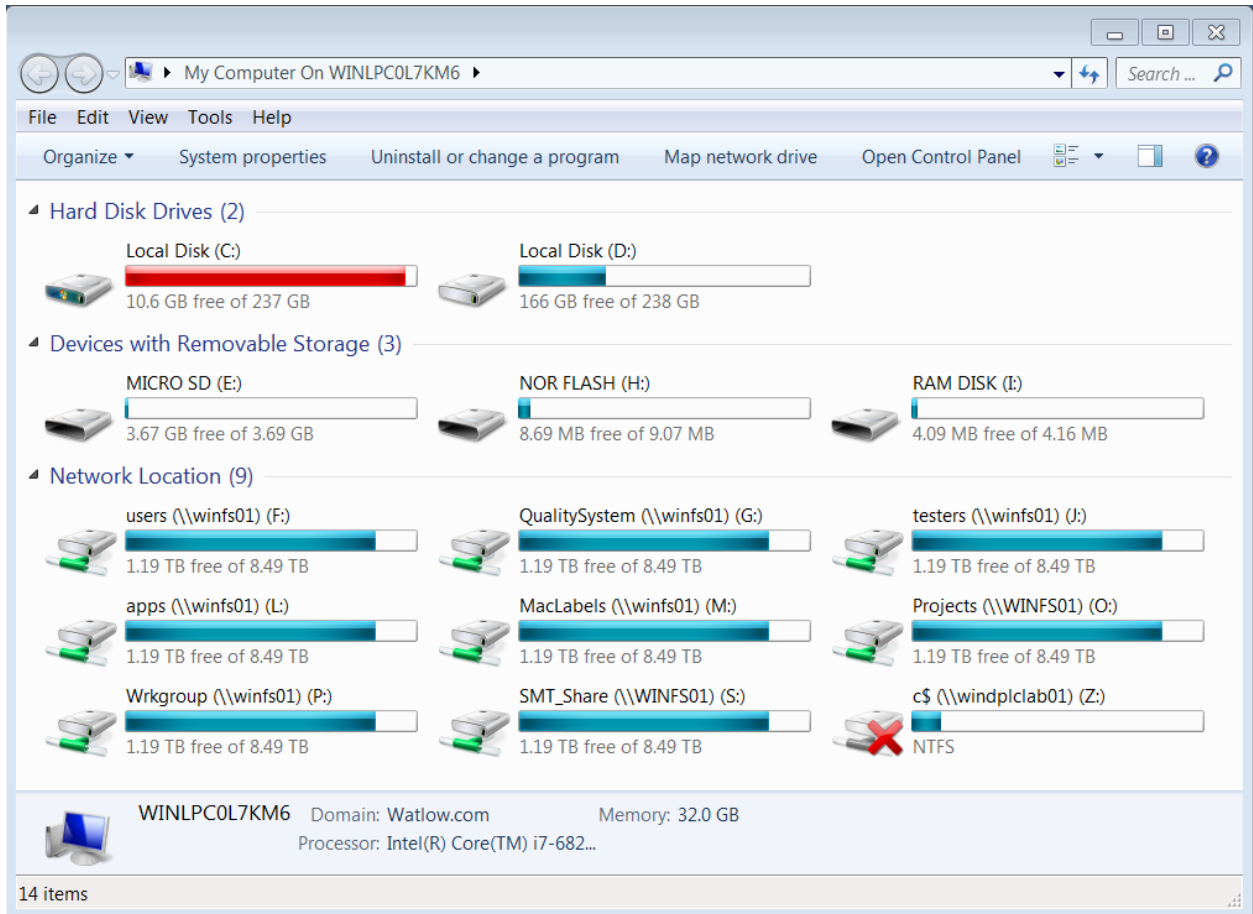 My Computer On WINLPC0L7KM6
Search ...
File Edit View Tools Help
Organize System properties Uninstall or change a program Map network drive Open Control Panel
Hard Disk Drives (2)
Local Disk (C:) Local Disk (D:)
10.6 GB free of 237 GB 166 GB free of 238 GB
Devices with Removable Storage (3)
MICRO SD (E:) NOR FLASH (H:) RAM DISK (I:)
3.67 GB free of 3.69 GB 8.69 MB free of 9.07 MB 4.09 MB free of 4.16 MB
Network Location (9)
users (\\winfs01) (F:) QualitySystem (\\winfs01) (G:) testers (\\winfs01) (J:)
1.19 TB free of 8.49 TB 1.19 TB free of 8.49 TB 1.19 TB free of 8.49 TB
apps (\\winfs01) (L:) MacLabels (\\winfs01) (M:) Projects (\\WINFS01) (O:)
1.19 TB free of 8.49 TB 1.19 TB free of 8.49 TB 1.19 TB free of 8.49 TB
Wrkgroup (\\winfs01) (P:) SMT_Share (\\WINFS01) (S:) c$ (\\windplclab01) (Z:)
1.19 TB free of 8.49 TB 1.19 TB free of 8.49 TB NTFS
WINLPC0L7KM6 Domain: Watlow.com Memory: 32.0 GB
Processor: Intel(R) Core(TM) i7-682...
14 items